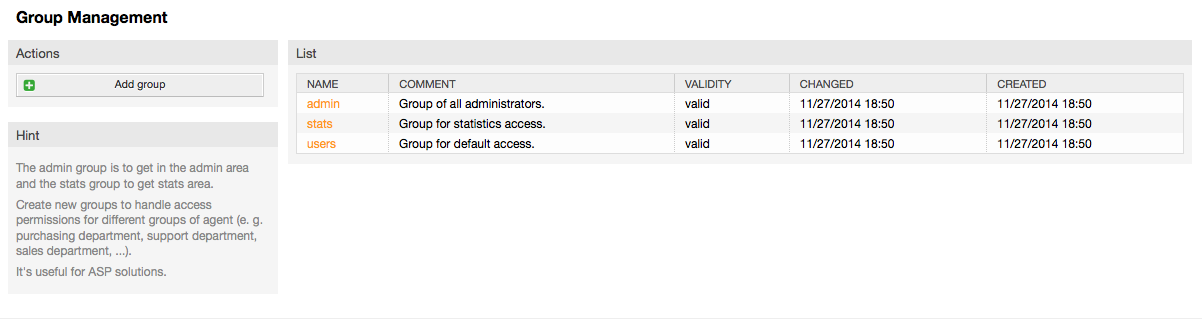 Group Management
Actions
Add group
Hint
The admin group is to get in the admin area
and the stats group to get stats area.
Create new groups to handle access
permissions for different groups of agent (e. g.
purchasing department, support department,
sales department, ...).
It's useful for ASP solutions.
List
NAME COMMENT VALIDITY CHANGED CREATED
admin Group of all administrators. valid 11/27/2014 18:50 11/27/2014 18:50
stats Group for statistics access. valid 11/27/2014 18:50 11/27/2014 18:50
users Group for default access. valid 11/27/2014 18:50 11/27/2014 18:50